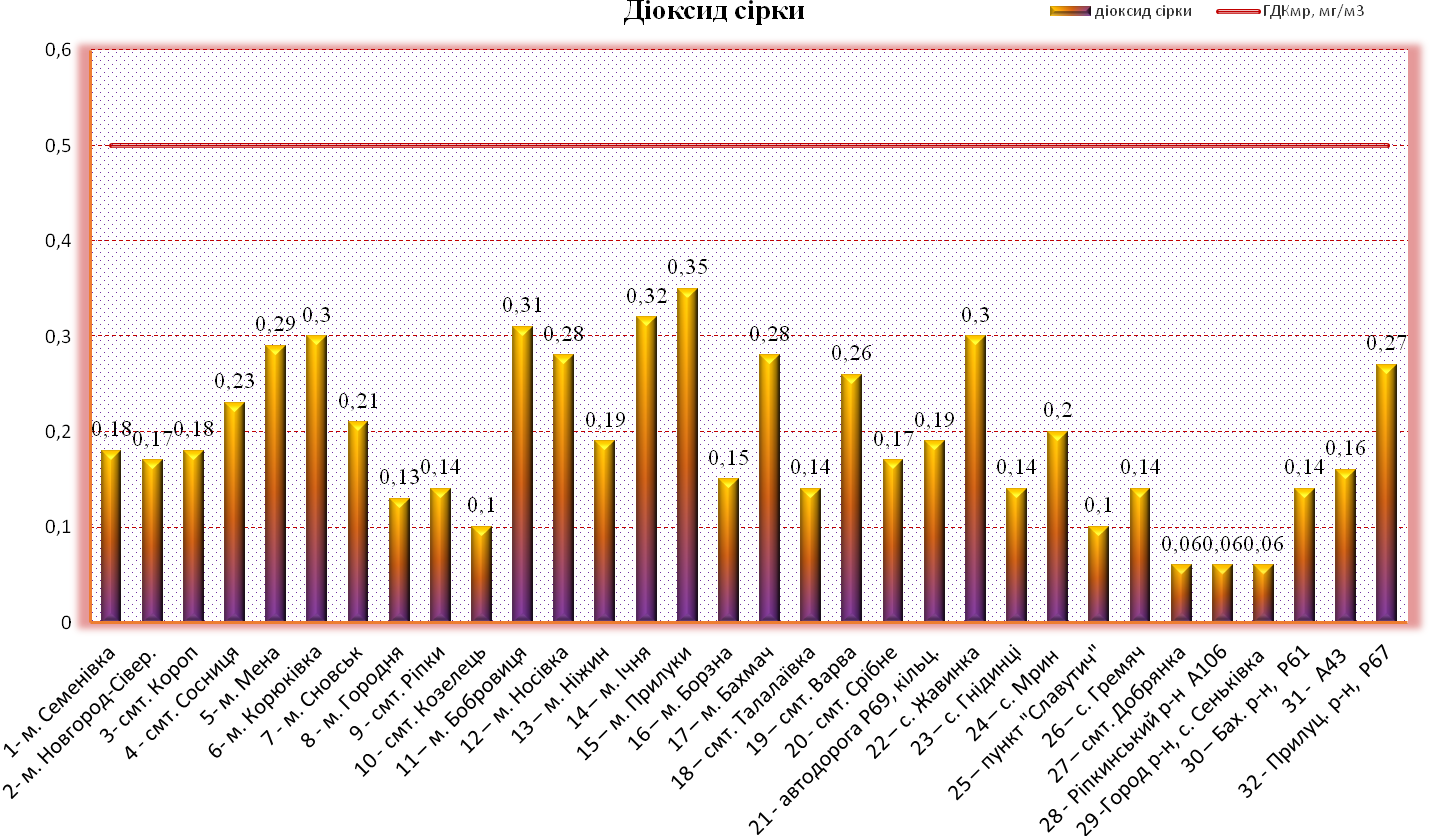 Діоксид сірки
діоксид сірки
ГДКмр, мг/м3
0,6
0,5
0,4
0,3
0,2
0,1
0
0,18
0,17
0,18
0,23
0,29
0,3
0,21
0,13
0,14
0,1
0,31
0,28
0,19
0,32
0,35
0,15
0,28
0,14
0,26
0,17
0,19
0,3
0,14
0,2
0,1
0,14
0,06
0,06
0,06
0,14
0,16
0,27
1- м. Семенівка
2- м. Новгород-Сівер.
3- смт. Короп
4 - смт. Сосниця
5- м. Мена
6- м. Корюківка
7 - м. Сновськ
8 - м. Городня
9 - смт. Ріпки
10 - смт. Козелець
11 – м. Бобровиця
12 – м. Носівка
13 – м. Ніжин
14 – м. Ічня
15 – м. Прилуки
16 – м. Борзна
17 – м. Бахмач
18 – смт. Талалаївка
19 – смт. Варва
20 - смт. Срібне
21 - автодорога Р69, кільц.
22 – с. Жавинка
23 – с. Гнідинці
24 – с. Мрин
25 – пункт "Славутич"
26 – с. Гремяч
27 – смт. Добрянка
28 - Ріпкинський р-н А106
29 -Город р-н, с. Сеньківка
30 – Бах. р-н, Р61
31 - А43
32 - Прилуц. р-н, Р67